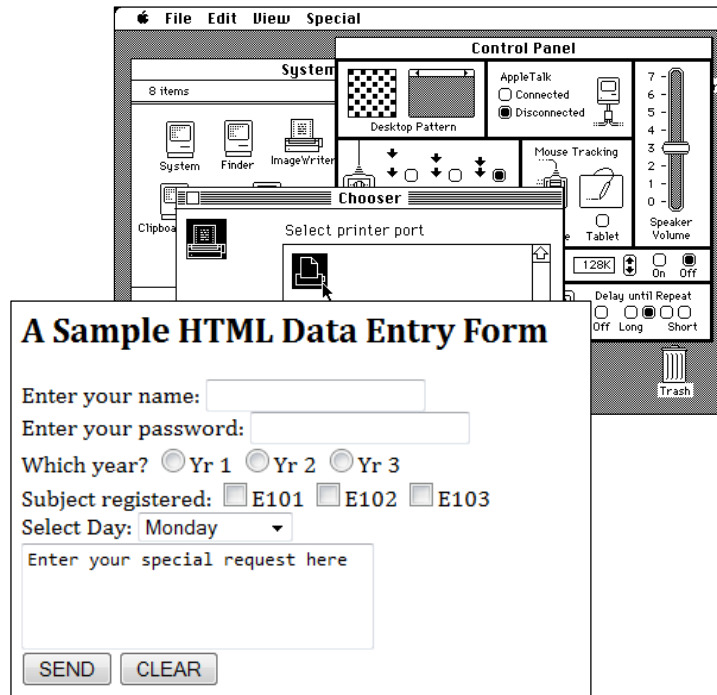 File Edit View Special
Control Panel
System
8 items
System
Finder
ImageWriter
Desktop Pattern
AppleTalk
Connected
Disconnected
7
6
5
4
3
2
1
0
Speaker
Volume
Mouse Tracking
Tablet
128K
On Off
Delay until Repeat
Off Long Short
Trash
Chooser
Select printer port
A Sample HTML Data Entry Form
Enter your name:
Enter your password:
Which year? Yr 1 Yr 2 Yr 3
Subject registered: E101 E102 E103
Select Day: Monday
Enter your special request here
SEND CLEAR